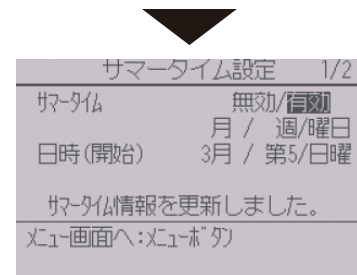 サマータイム設定 1/2
サマータイム 無効/有効
月 / 週/曜日
日時(開始) 3月 / 第5/日曜
サマータイム情報を更新しました。
メニュー画面へ:メニューボタン